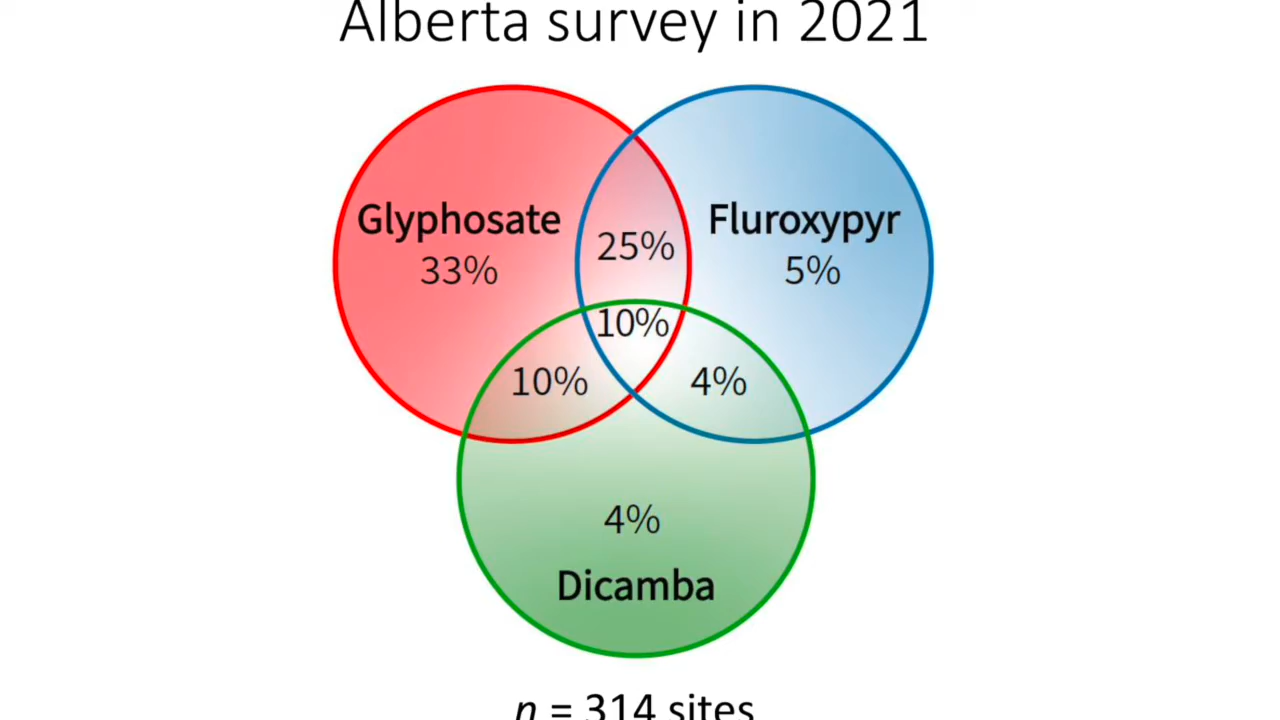 Alberta survey in 2021
Glyphosate
33%
25%
Fluroxypyr
5%
10%
10%
4%
4%
Dicamba
n = 314 sites